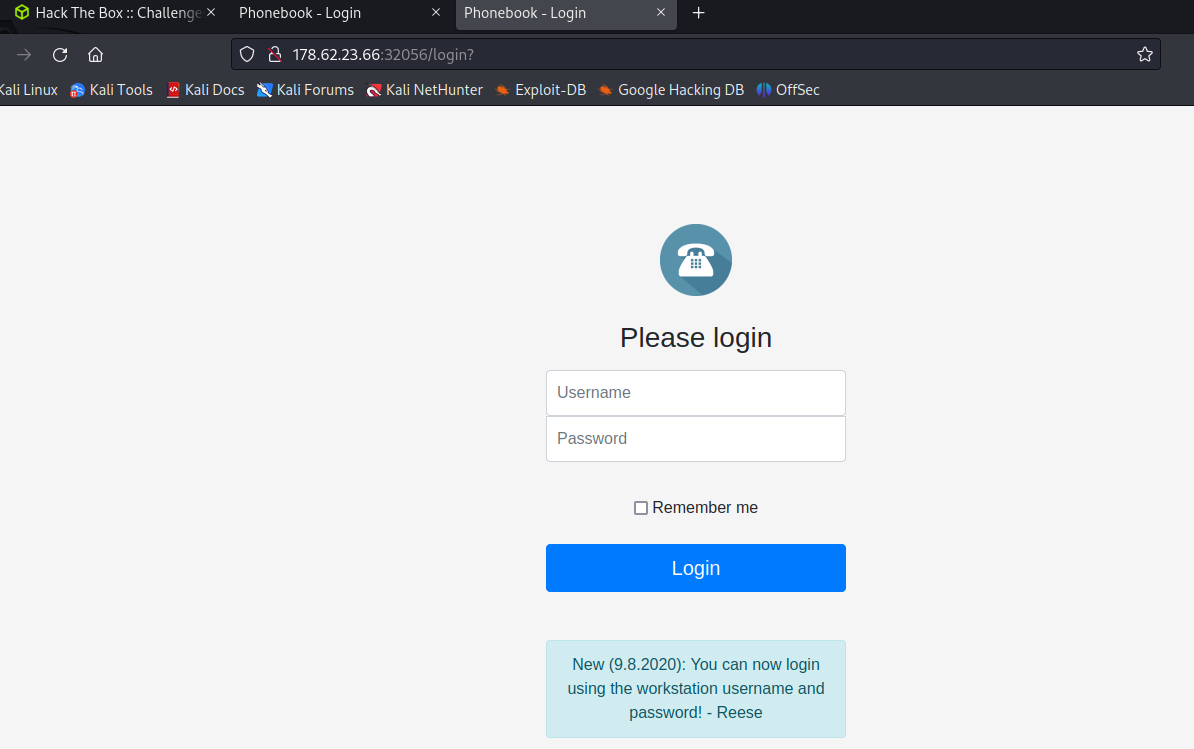 Hack The Box :: Challenge
Phonebook - Login
Phonebook - Login
178.62.23.66:32056/login?
Kali Linux
Kali Tools
Kali Docs
Kali Forums
Kali NetHunter
Exploit-DB
Google Hacking DB
OffSec
Please login
Username
Password
Remember me
Login
New (9.8.2020): You can now login
using the workstation username and
password! - Reese